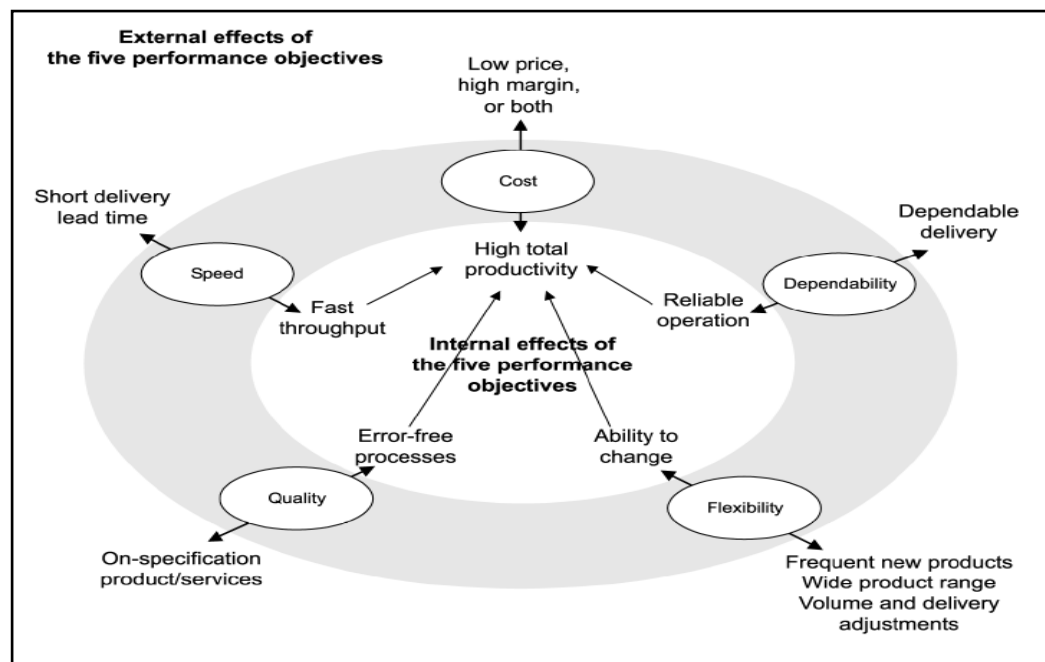 External effects of
the five performance objectives
Low price,
high margin,
or both
Cost
Short delivery
lead time
Speed
Dependable
delivery
Dependability
High total
productivity
Fast
throughput
Reliable
operation
Internal effects of
the five performance
objectives
Error-free
processes
Ability to
change
Quality
Flexibility
On-specification
product/services
Frequent new products
Wide product range
Volume and delivery
adjustments